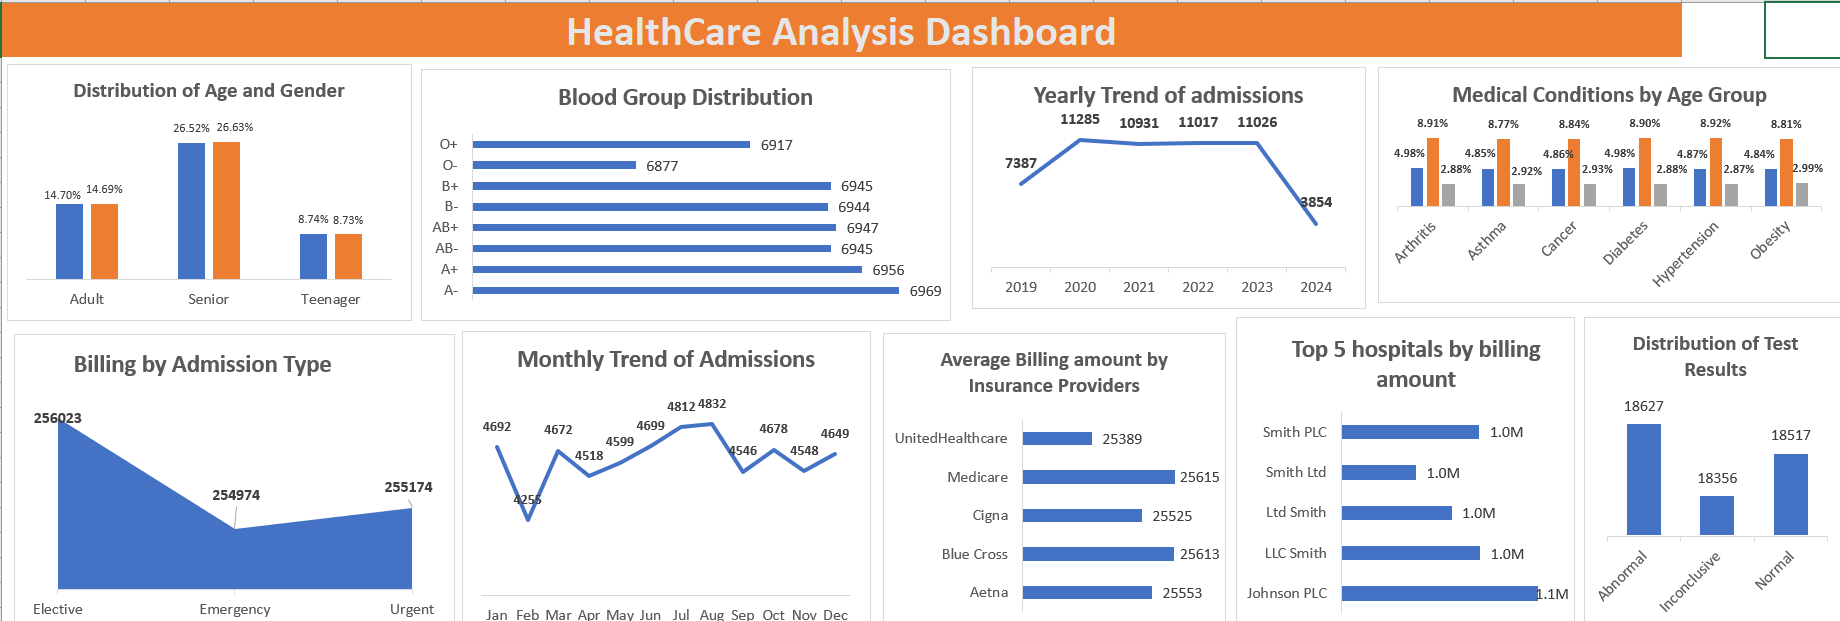 HealthCare Analysis Dashboard
Distribution of Age and Gender
14.70%
14.69%
26.52%
26.63%
8.74%
8.73%
Adult
Senior
Teenager
Blood Group Distribution
O+
6917
O-
6877
B+
6945
B-
6944
AB+
6947
AB-
6945
A+
6956
A-
6969
Yearly Trend of admissions
7387
11285
10931
11017
11026
3854
2019
2020
2021
2022
2023
2024
Medical Conditions by Age Group
4.98%
8.91%
2.88%
4.85%
8.77%
2.92%
4.86%
8.84%
2.93%
4.98%
8.90%
2.88%
4.87%
8.92%
2.87%
4.84%
8.81%
2.99%
Arthritis
Asthma
Cancer
Diabetes
Hypertension
Obesity
Billing by Admission Type
256023
254974
255174
Elective
Emergency
Urgent
Monthly Trend of Admissions
4692
4255
4672
4518
4599
4699
4812
4832
4546
4678
4548
4649
Jan
Feb
Mar
Apr
May
Jun
Jul
Aug
Sep
Oct
Nov
Dec
Average Billing amount by
Insurance Providers
UnitedHealthcare
25389
Medicare
25615
Cigna
25525
Blue Cross
25613
Aetna
25553
Top 5 hospitals by billing
amount
Smith PLC
1.0M
Smith Ltd
1.0M
Ltd Smith
1.0M
LLC Smith
1.0M
Johnson PLC
1.1M
Distribution of Test
Results
18627
18356
18517
Abnormal
Inconclusive
Normal